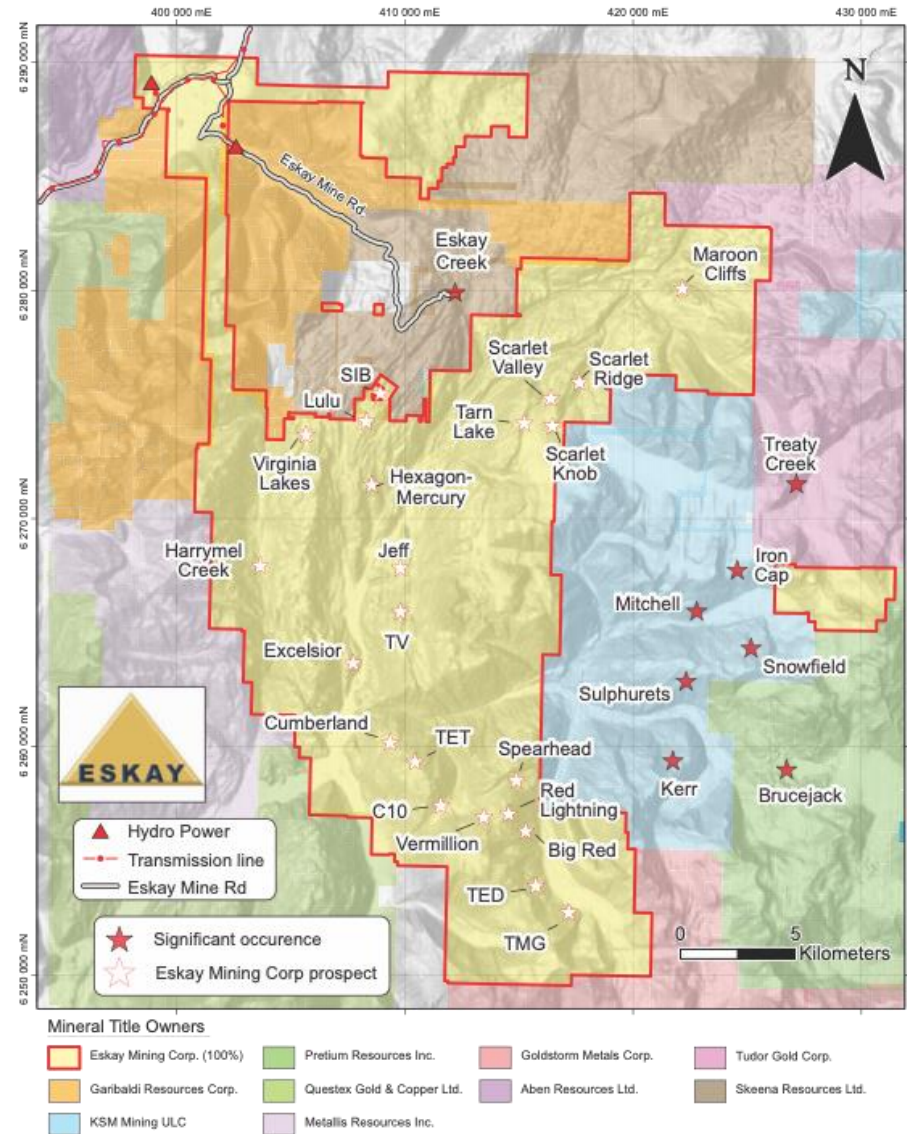 400 000 mE
410 000 mE
420 000 mE
430 000 mE
6 290 000 mN
6 280 000 mN
6 270 000 mN
6 260 000 mN
6 250 000 mN
N
Eskay Mine Rd.
Eskay
Creek
Maroon
Cliffs
Scarlet
Valley
Scarlet
Ridge
SIB
Lulu
Tarn
Lake
Scarlet
Knob
Treaty
Creek
Virginia
Lakes
Hexagon-
Mercury
Harrymel
Creek
Jeff
Iron
Cap
Mitchell
TV
Excelsior
Snowfield
Sulphurets
Cumberland
TET
Spearhead
Kerr
Brucejack
C10
Red
Lightning
Vermillion
Big Red
TED
TMG
ESKAY
Hydro Power
Transmission line
Eskay Mine Rd
Significant occurence
Eskay Mining Corp prospect
0 5
Kilometers
Mineral Title Owners
Eskay Mining Corp. (100%)
Pretium Resources Inc.
Goldstorm Metals Corp.
Tudor Gold Corp.
Garibaldi Resources Corp.
Questex Gold & Copper Ltd.
Aben Resources Ltd.
Skeena Resources Ltd.
KSM Mining ULC
Metallis Resources Inc.